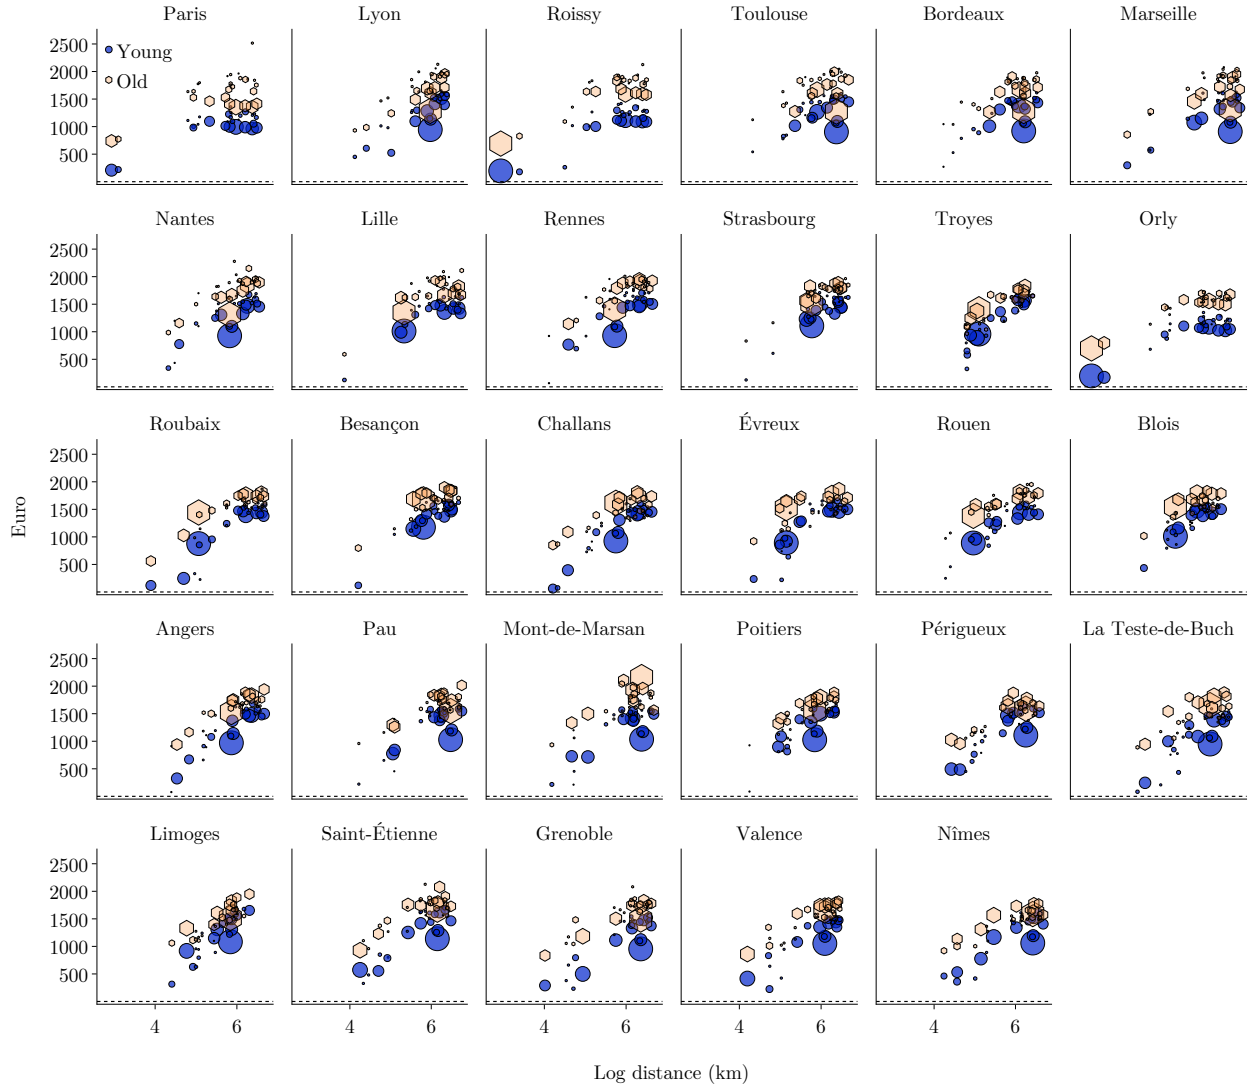 Paris Lyon Roissy Toulouse Bordeaux Marseille
2500
2000
1500
1000
500
Young
Old
Nantes Lille Rennes Strasbourg Troyes Orly
2500
2000
1500
1000
500
Roubaix Besançon Challans Évreux Rouen Blois
2500
2000
1500
1000
500
Euro
Angers Pau Mont-de-Marsan Poitiers Périgueux La Teste-de-Buch
2500
2000
1500
1000
500
Limoges Saint-Étienne Grenoble Valence Nîmes
2500
2000
1500
1000
500
4 6 4 6 4 6 4 6 4 6
Log distance (km)